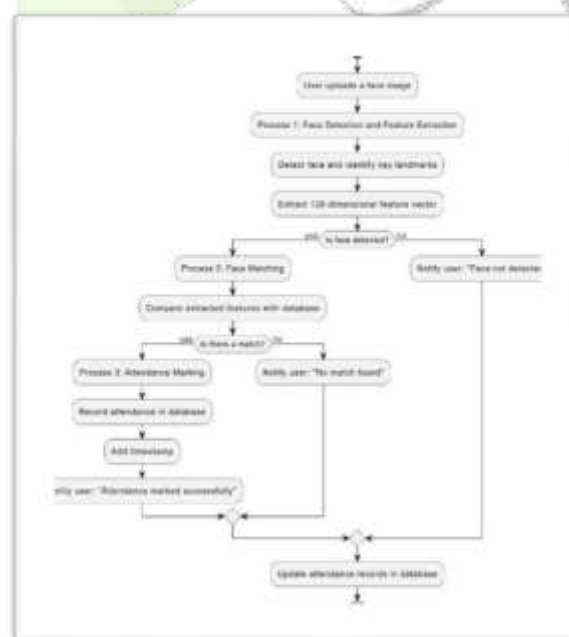 User uploads a face image
Process 1: Face Detection and Feature Extraction
Detect face and identify key landmarks
Extract 128-dimensional feature vector
yes Is face detected? no
Process 2: Face Matching
Notify user: "Face not detected
Compare extracted features with database
yes Is there a match? no
Process 3: Attendance Marking
Notify user: "No match found"
Record attendance in database
Add timestamp
otify user: "Attendance marked successfully"
Update attendance records in database